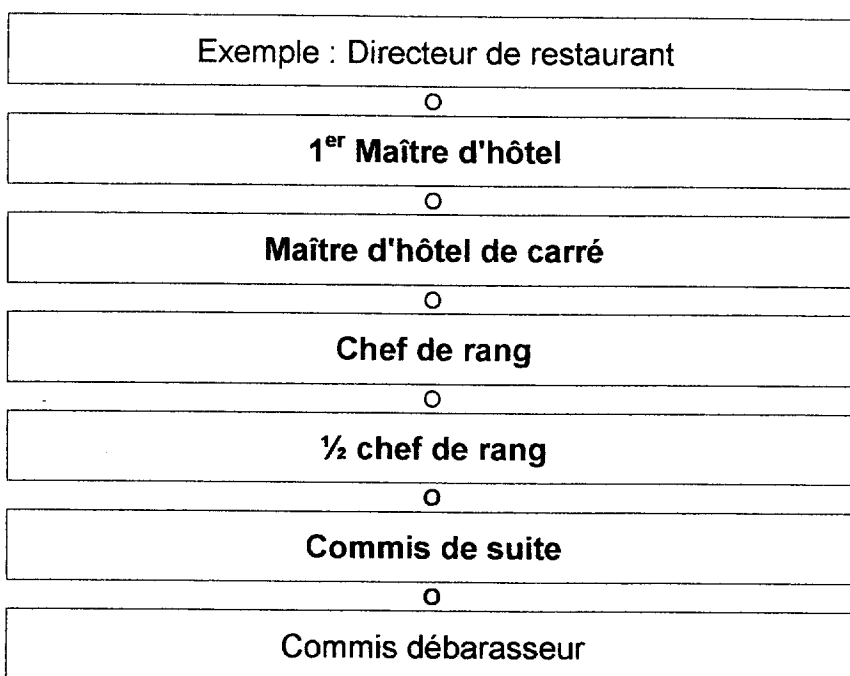 Exemple : Directeur de restaurant
O
1er Maître d'hôtel
O
Maître d'hôtel de carré
O
Chef de rang
O
½ chef de rang
O
Commis de suite
O
Commis débarasseur